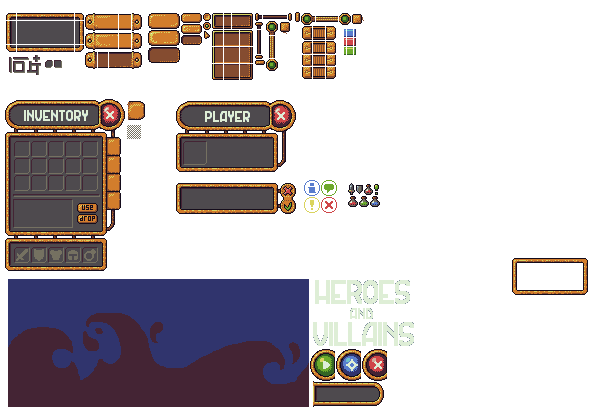 INVENTORY
PLAYER
use
drop
HEROES
AND
VILLAINS